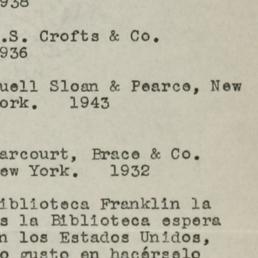 938
.S. Crofts & Co.
936
uell Sloan & Pearce, New
ork. 1943
arcourt, Brace & Co.
ew York. 1932
iblioteca Franklin la
s la Biblioteca espera
n los Estados Unidos,
o gusto en hacérselo